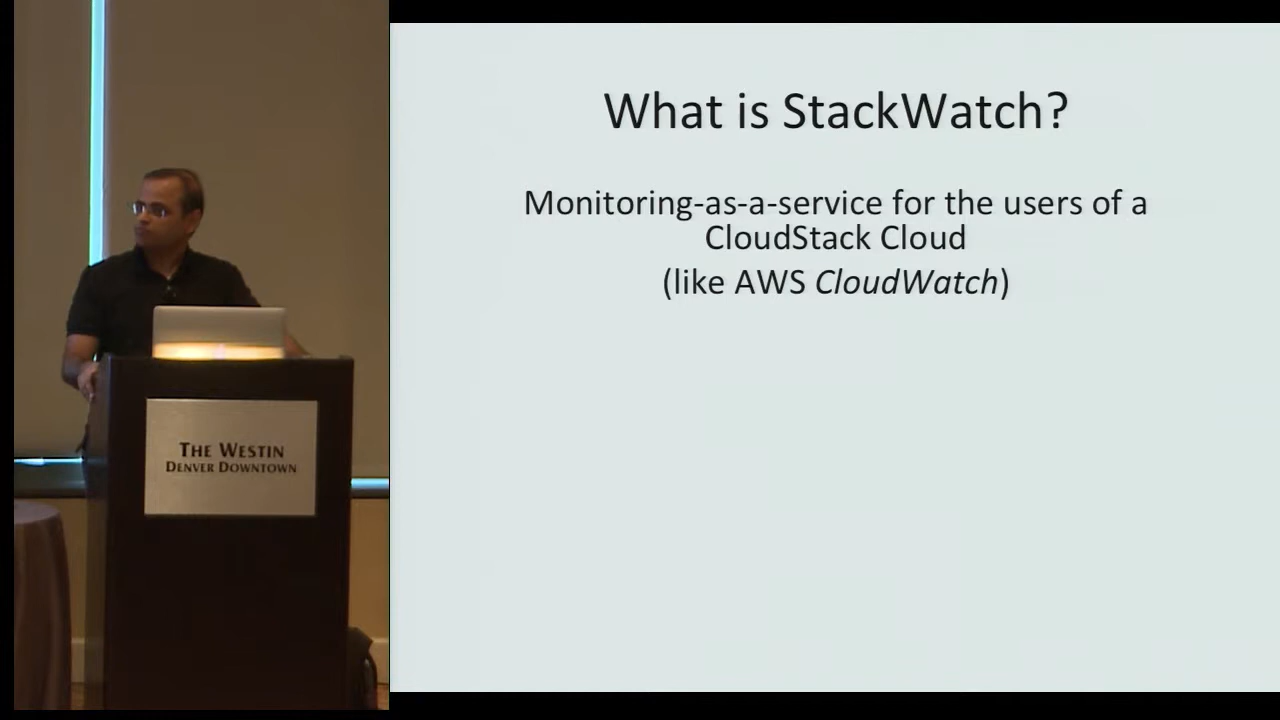 What is StackWatch?
Monitoring-as-a-service for the users of a
CloudStack Cloud
(like AWS CloudWatch)
THE WESTIN
DENVER DOWNTOWN